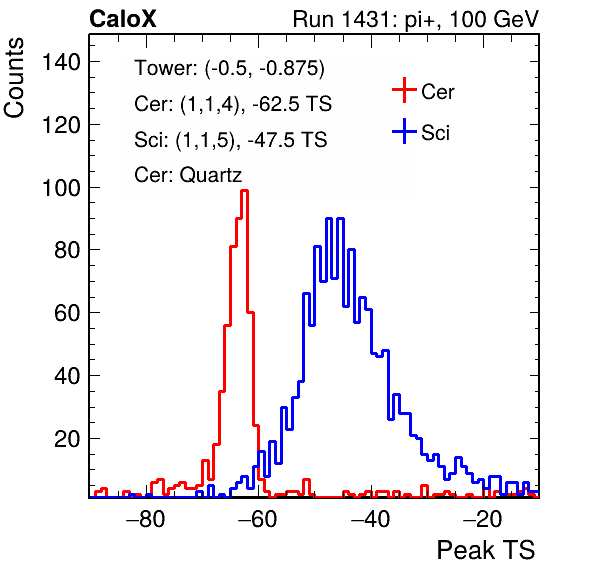 CaloX Run 1431: pi+, 100 GeV
Counts
Tower: (-0.5, -0.875)
Cer: (1,1,4), -62.5 TS
Sci: (1,1,5), -47.5 TS
Cer: Quartz
Cer
Sci
140
120
100
80
60
40
20
−80 −60 −40 −20
Peak TS